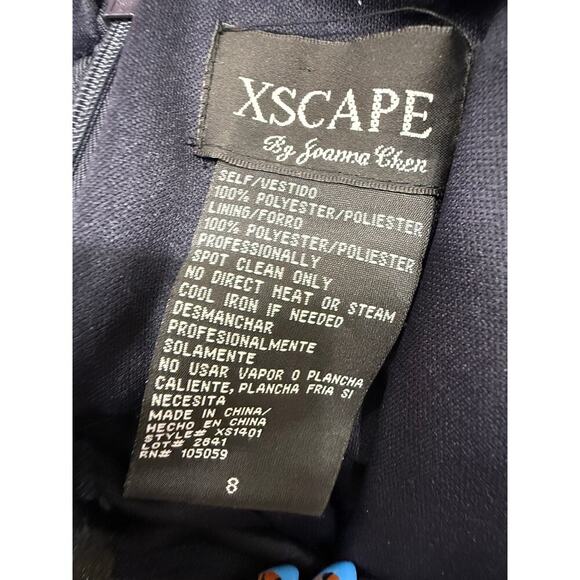 XSCAPE
By Joanna Chen
SELF/VESTIDO
100% POLYESTER/POLIESTER
LINING/FORRO
100% POLYESTER/POLIESTER
PROFESSIONALLY
SPOT CLEAN ONLY
NO DIRECT HEAT OR STEAM
COOL IRON IF NEEDED
DESMANCHAR
PROFESIONALMENTE
SOLAMENTE
NO USAR VAPOR O PLANCHA
CALIENTE, PLANCHA FRIA SI
NECESITA
MADE IN CHINA/
HECHO EN CHINA
STYLE# XS1401
LOT# 2841
RN# 105059
8